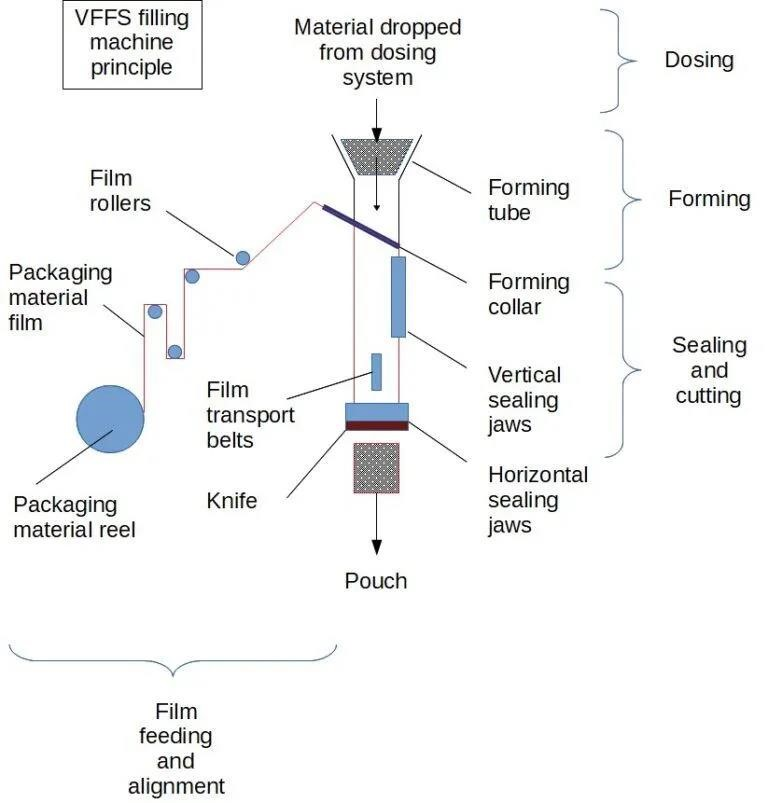 VFFS filling
machine
principle
Material dropped
from dosing
system
Dosing
Film
rollers
Forming
tube
Forming
Packaging
material
film
Forming
collar
Sealing
and
cutting
Film
transport
belts
Vertical
sealing
jaws
Packaging
material reel
Knife
Horizontal
sealing
jaws
Pouch
Film
feeding
and
alignment